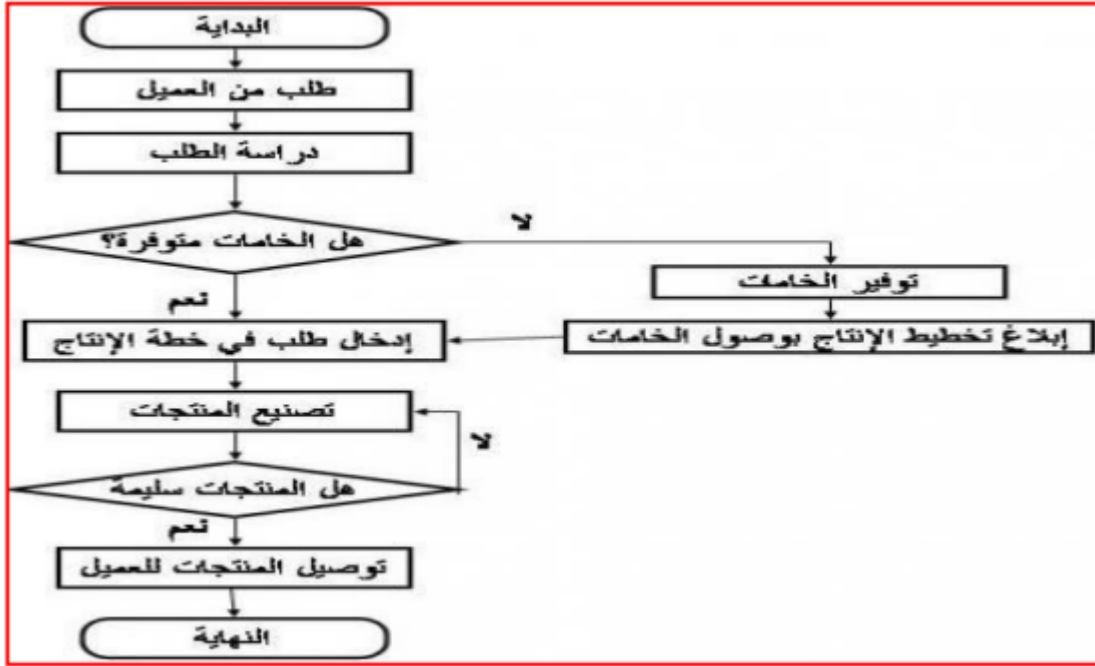 البداية
طلب من العميل
دراسة الطلب
هل الخامات متوفرة؟
لا
توفير الخامات
إبلاغ تخطيط الإنتاج بوصول الخامات
نعم
إدخال طلب في خطة الإنتاج
تصنيع المنتجات
لا
هل المنتجات سليمة
نعم
توصيل المنتجات للعميل
النهاية